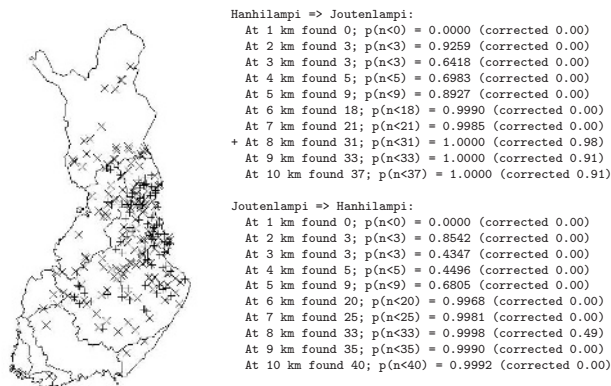 Hanhilampi => Joutenlampi:
At 1 km found 0; p(n<0) = 0.0000 (corrected 0.00)
At 2 km found 3; p(n<3) = 0.9259 (corrected 0.00)
At 3 km found 3; p(n<3) = 0.6418 (corrected 0.00)
At 4 km found 5; p(n<5) = 0.6983 (corrected 0.00)
At 5 km found 9; p(n<9) = 0.8927 (corrected 0.00)
At 6 km found 18; p(n<18) = 0.9990 (corrected 0.00)
At 7 km found 21; p(n<21) = 0.9985 (corrected 0.00)
+ At 8 km found 31; p(n<31) = 1.0000 (corrected 0.98)
At 9 km found 33; p(n<33) = 1.0000 (corrected 0.91)
At 10 km found 37; p(n<37) = 1.0000 (corrected 0.91)
Joutenlampi => Hanhilampi:
At 1 km found 0; p(n<0) = 0.0000 (corrected 0.00)
At 2 km found 3; p(n<3) = 0.8542 (corrected 0.00)
At 3 km found 3; p(n<3) = 0.4347 (corrected 0.00)
At 4 km found 5; p(n<5) = 0.4496 (corrected 0.00)
At 5 km found 9; p(n<9) = 0.6805 (corrected 0.00)
At 6 km found 20; p(n<20) = 0.9968 (corrected 0.00)
At 7 km found 25; p(n<25) = 0.9981 (corrected 0.00)
At 8 km found 33; p(n<33) = 0.9998 (corrected 0.49)
At 9 km found 35; p(n<35) = 0.9990 (corrected 0.00)
At 10 km found 40; p(n<40) = 0.9992 (corrected 0.00)